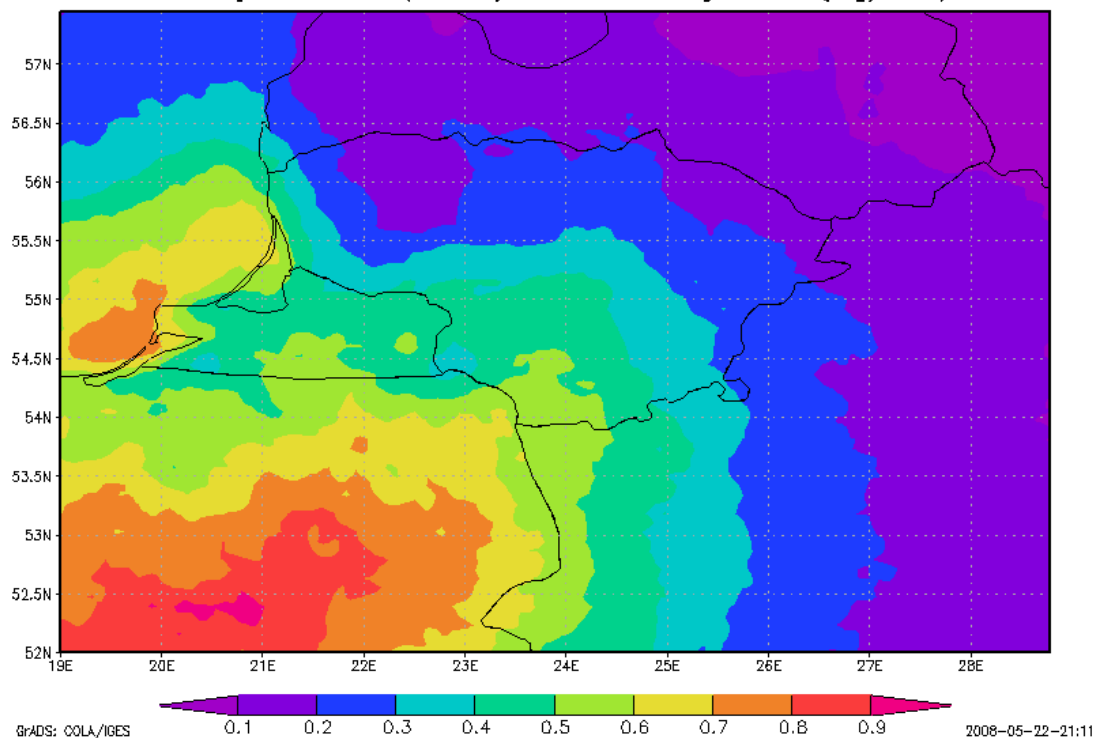 57N
56.5N
56N
55.5N
55N
54.5N
54N
53.5N
53N
52.5N
52N
19E 20E 21E 22E 23E 24E 25E 26E 27E 28E
0.1 0.2 0.3 0.4 0.5 0.6 0.7 0.8 0.9
GrADS: COLA/IGES 2008-05-22-21:11